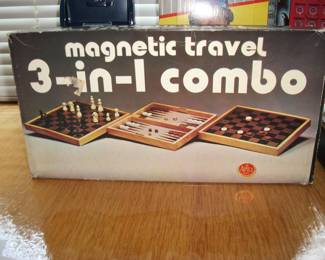 magnetic travel
3-in-1 combo